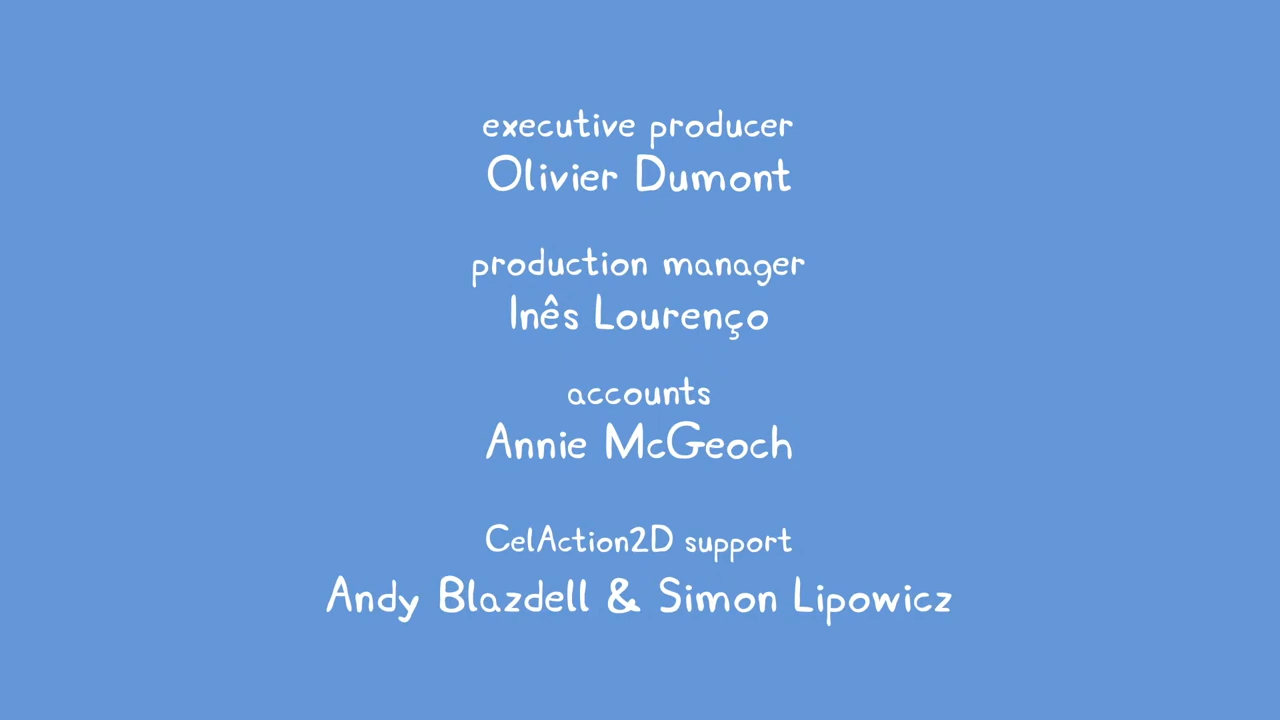 executive producer
Olivier Dumont
production manager
Inês Lourenço
accounts
Annie McGeoch
CelAction2D support
Andy Blazdell & Simon Lipowicz